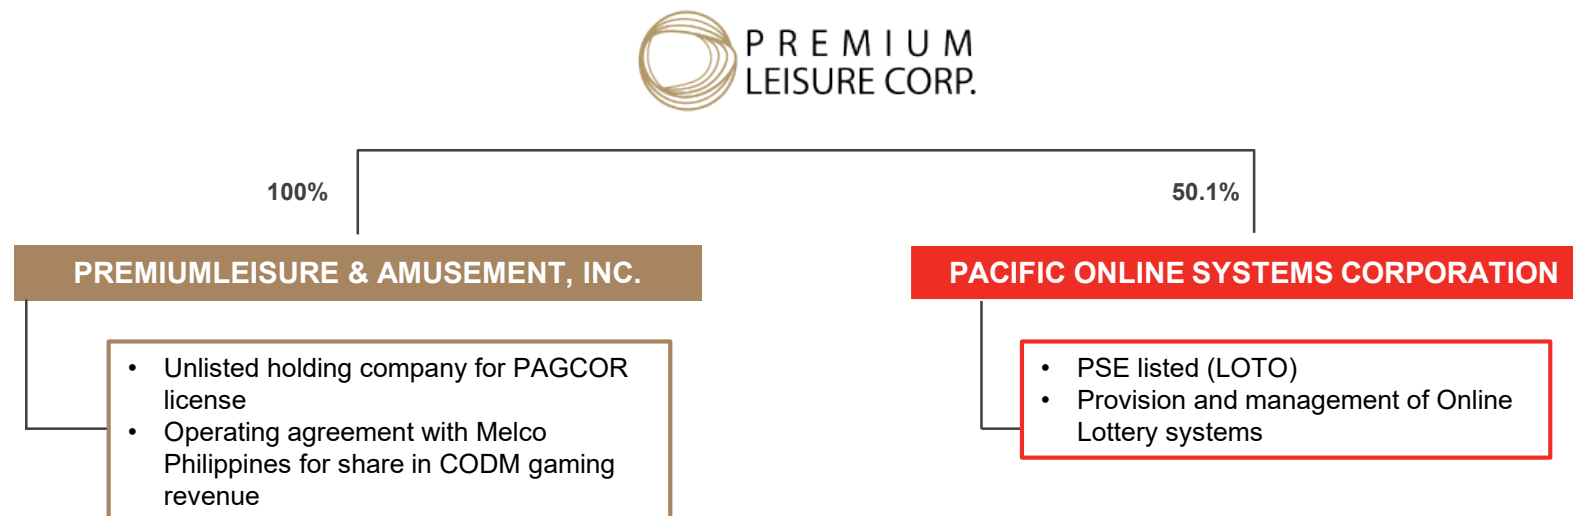 PREMIUM
LEISURE CORP.
100%
50.1%
PREMIUMLEISURE & AMUSEMENT, INC.
• Unlisted holding company for PAGCOR
license
• Operating agreement with Melco
Philippines for share in CODM gaming
revenue
PACIFIC ONLINE SYSTEMS CORPORATION
• PSE listed (LOTO)
• Provision and management of Online
Lottery systems